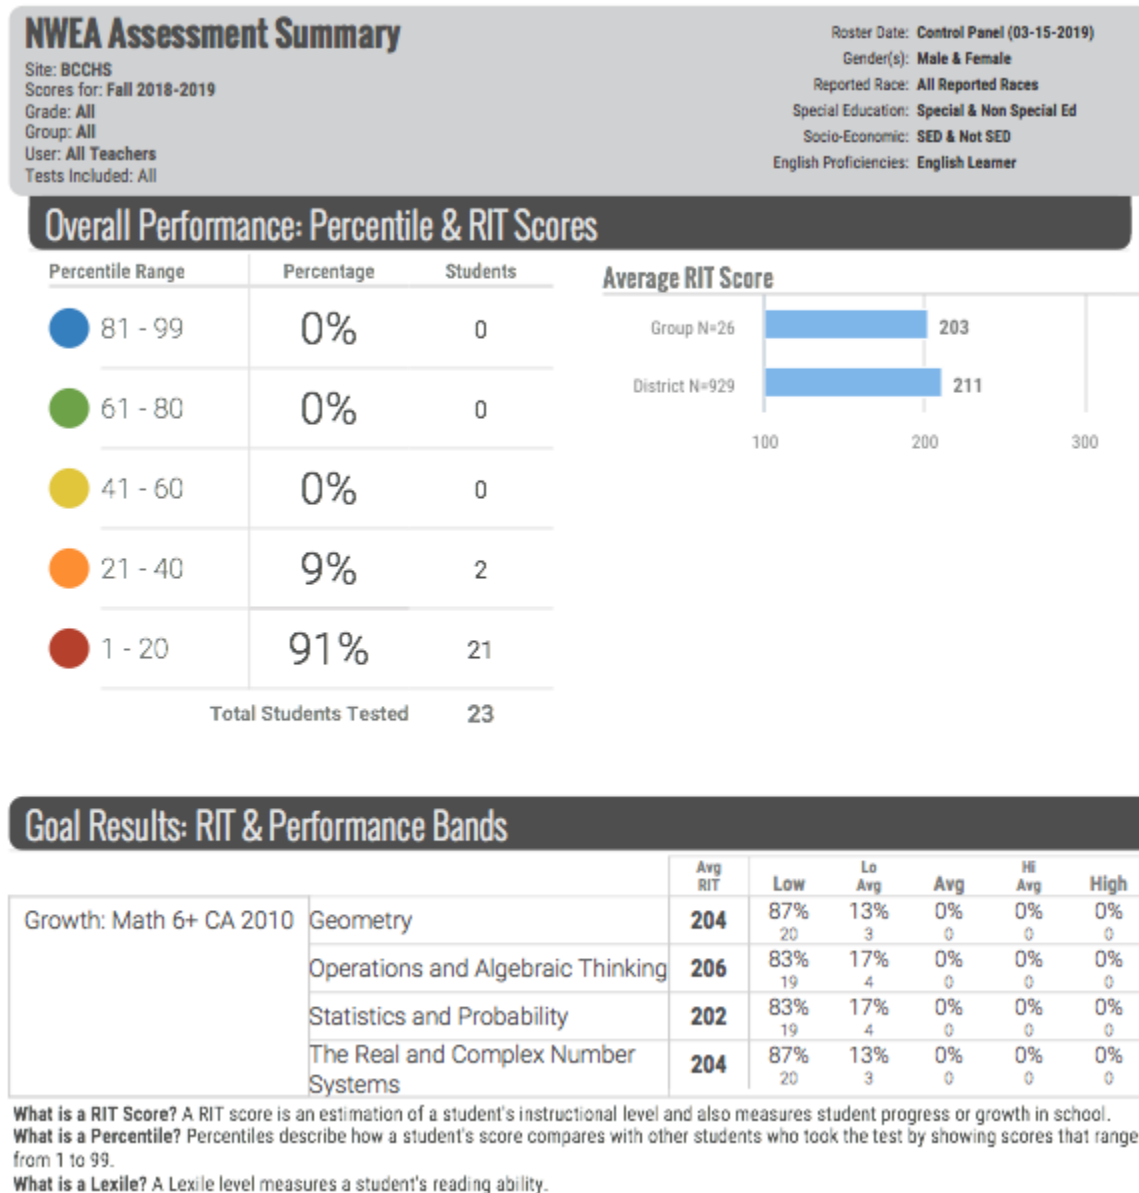 NWEA Assessment Summary
Site: BCCHS
Scores for: Fall 2018-2019
Grade: All
Group: All
User: All Teachers
Tests Included: All
Roster Date: Control Panel (03-15-2019)
Gender(s): Male & Female
Reported Race: All Reported Races
Special Education: Special & Non Special Ed
Socio-Economic: SED & Not SED
English Proficiencies: English Learner
Overall Performance: Percentile & RIT Scores
Percentile Range Percentage Students
81 - 99 0% 0
61 - 80 0% 0
41 - 60 0% 0
21 - 40 9% 2
1 - 20 91% 21
Total Students Tested 23
Average RIT Score
Group N=26 203
District N=929 211
100 200 300
Goal Results: RIT & Performance Bands
Avg RIT Low Lo Avg Avg Hi Avg High
Growth: Math 6+ CA 2010 Geometry 204 87% 13% 0% 0% 0%
20 3 0 0 0
Operations and Algebraic Thinking 206 83% 17% 0% 0% 0%
19 4 0 0 0
Statistics and Probability 202 83% 17% 0% 0% 0%
19 4 0 0 0
The Real and Complex Number
Systems 204 87% 13% 0% 0% 0%
20 3 0 0 0
What is a RIT Score? A RIT score is an estimation of a student's instructional level and also measures student progress or growth in school.
What is a Percentile? Percentiles describe how a student's score compares with other students who took the test by showing scores that range
from 1 to 99.
What is a Lexile? A Lexile level measures a student's reading ability.